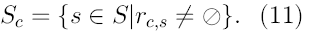 S_c = {s ∈ S|r_{c,s} ≠ ⊘}. (11)